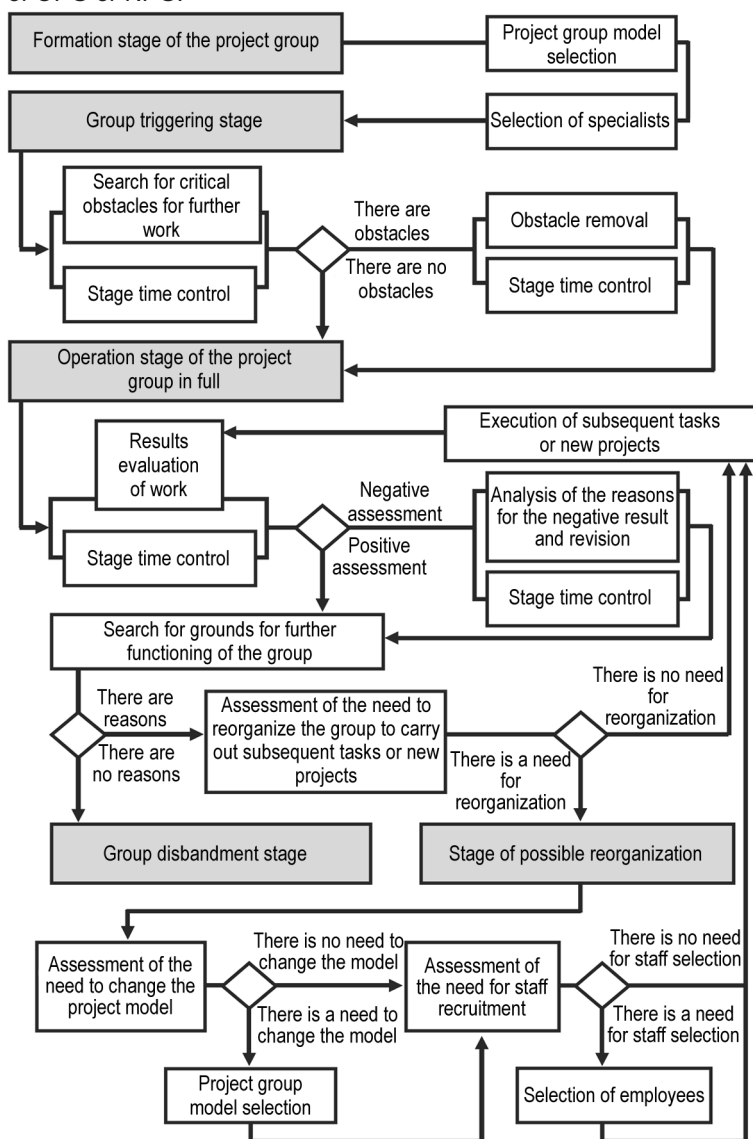 Formation stage of the project group
Project group model
selection
Group triggering stage
Selection of specialists
Search for critical
obstacles for further
work
Stage time control
There are
obstacles
There are no
obstacles
Obstacle removal
Stage time control
Operation stage of the project
group in full
Execution of subsequent tasks
or new projects
Results
evaluation
of work
Stage time control
Negative
assessment
Positive
assessment
Analysis of the reasons
for the negative result
and revision
Stage time control
Search for grounds for further
functioning of the group
There are
reasons
There are
no reasons
Assessment of the need to
reorganize the group to carry
out subsequent tasks or new
projects
There is no need
for
reorganization
There is a need
for
reorganization
Group disbandment stage
Stage of possible reorganization
Assessment of the
need to change the
project model
There is no need to
change the model
There is a need to
change the model
Assessment of
the need for staff
recruitment
There is no need
for staff selection
There is a need
for staff selection
Project group
model selection
Selection of employees